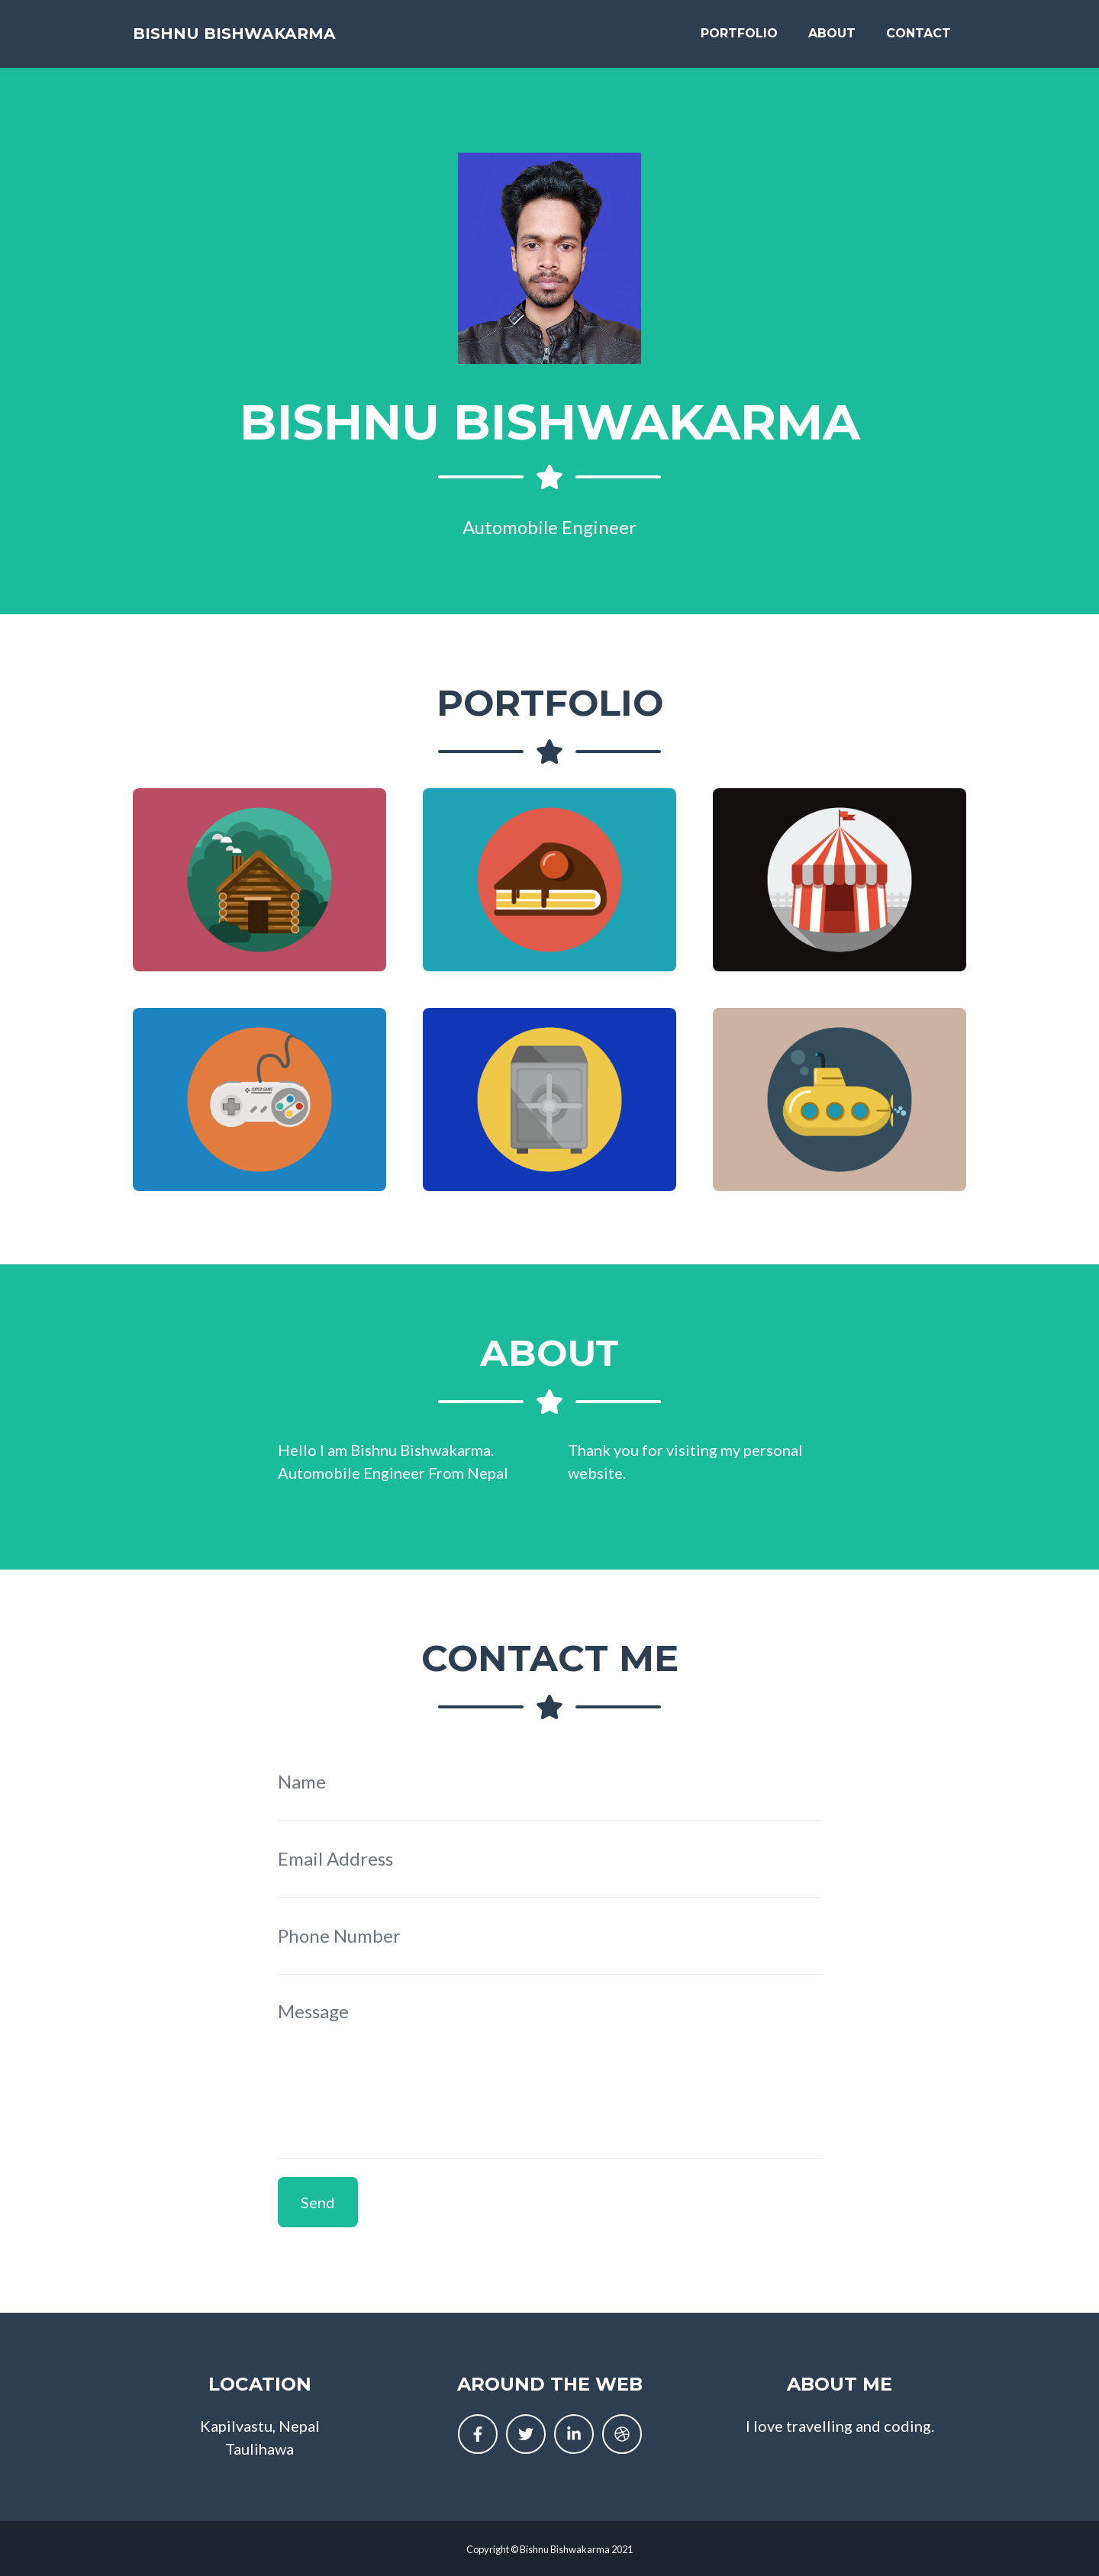 BISHNU BISHWAKARMA
PORTFOLIO ABOUT CONTACT
BISHNU BISHWAKARMA
Automobile Engineer
PORTFOLIO
SUPER GAME
ABOUT
Hello I am Bishnu Bishwakarma.
Automobile Engineer From Nepal
Thank you for visiting my personal
website.
CONTACT ME
Name
Email Address
Phone Number
Message
Send
LOCATION
Kapilvastu, Nepal
Taulihawa
AROUND THE WEB
ABOUT ME
I love travelling and coding.
Copyright © Bishnu Bishwakarma 2021